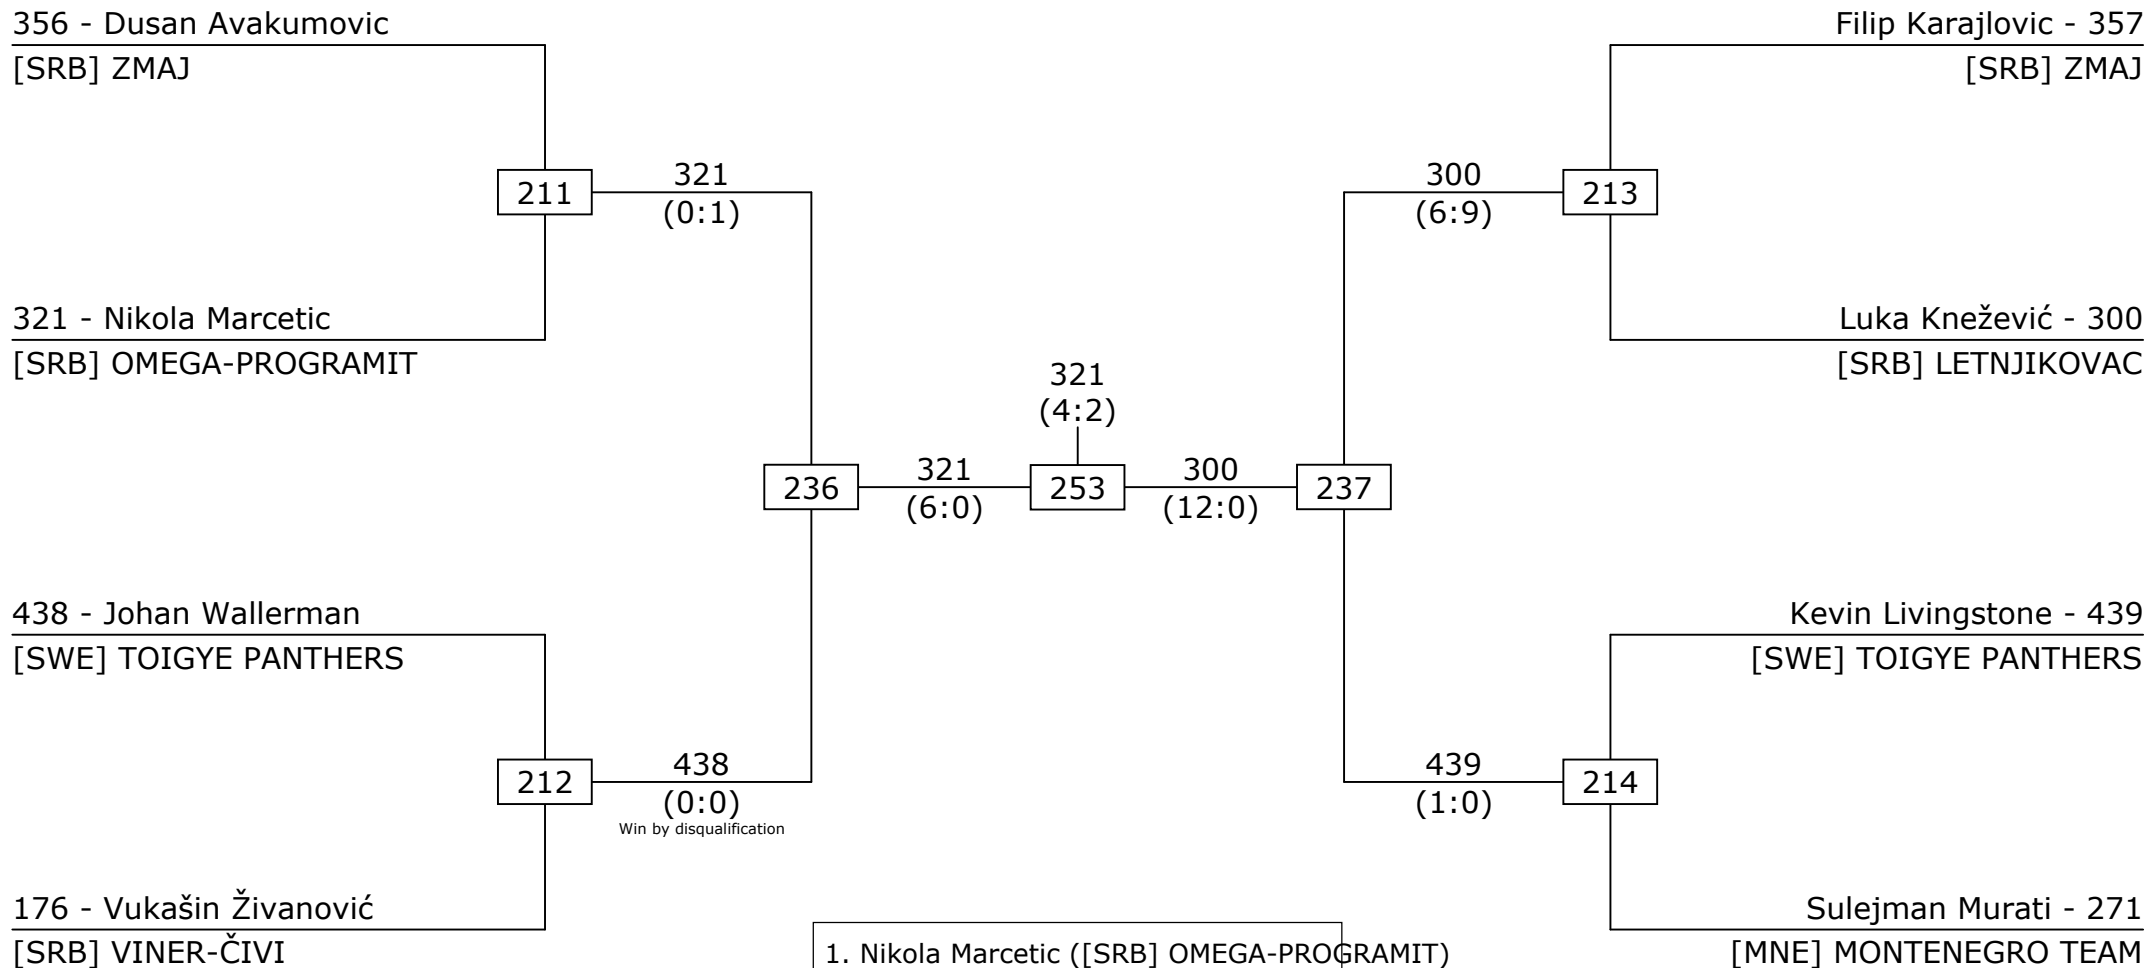 356 - Dusan Avakumovic
[SRB] ZMAJ
Filip Karajlovic - 357
[SRB] ZMAJ
211
321
(0:1)
300
(6:9)
213
321 - Nikola Marcetic
[SRB] OMEGA-PROGRAMIT
Luka Knežević - 300
[SRB] LETNJIKOVAC
321
(4:2)
236
321
(6:0)
253
300
(12:0)
237
438 - Johan Wallerman
[SWE] TOIGYE PANTHERS
Kevin Livingstone - 439
[SWE] TOIGYE PANTHERS
212
438
(0:0)
Win by disqualification
439
(1:0)
214
176 - Vukašin Živanović
[SRB] VINER-ČIVI
Sulejman Murati - 271
[MNE] MONTENEGRO TEAM
1. Nikola Marcetic ([SRB] OMEGA-PROGRAMIT)